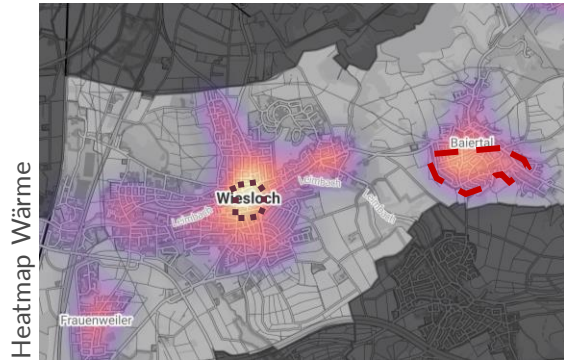 Heatmap Wärme
Baiertal
Wiesloch
Leimbach
Leimbach
Leimbach
Frauenweiler